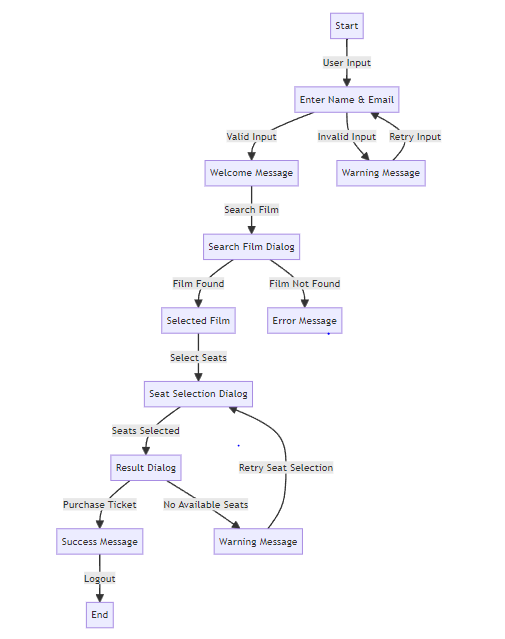 Start
User Input
Enter Name & Email
Valid Input
Invalid Input
Retry Input
Welcome Message
Warning Message
Search Film
Search Film Dialog
Film Found
Film Not Found
Selected Film
Error Message
Select Seats
Seat Selection Dialog
Seats Selected
Retry Seat Selection
Result Dialog
Purchase Ticket
No Available Seats
Success Message
Warning Message
Logout
End